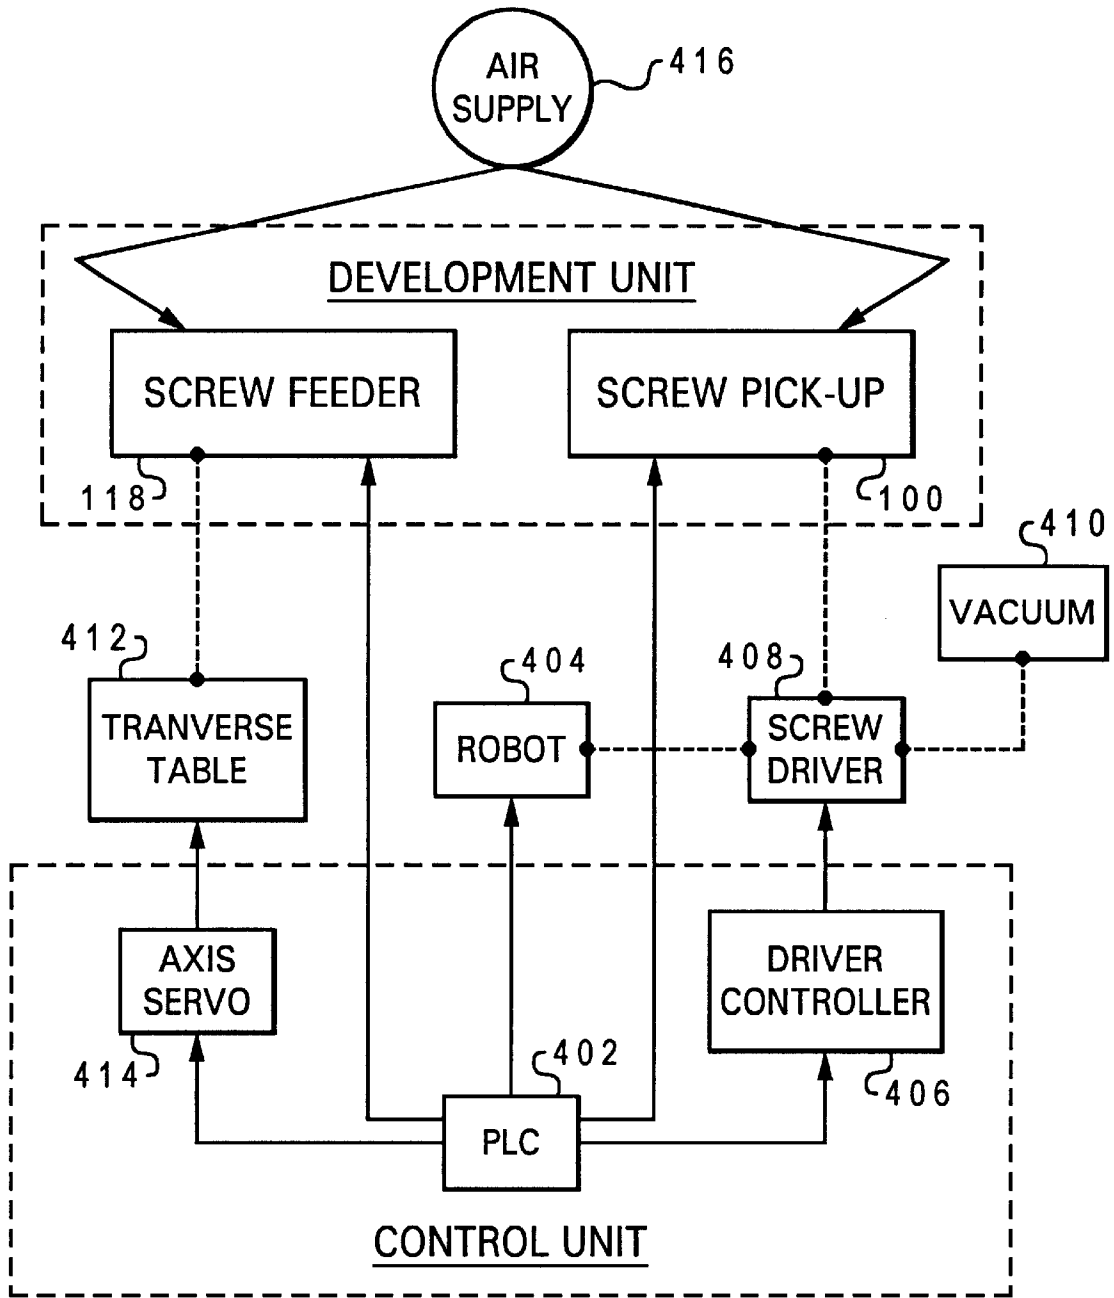 AIR
SUPPLY
416
DEVELOPMENT UNIT
SCREW FEEDER
SCREW PICK-UP
118
100
410
VACUUM
412
TRANVERSE
TABLE
404
ROBOT
408
SCREW
DRIVER
AXIS
SERVO
414
DRIVER
CONTROLLER
406
402
PLC
CONTROL UNIT